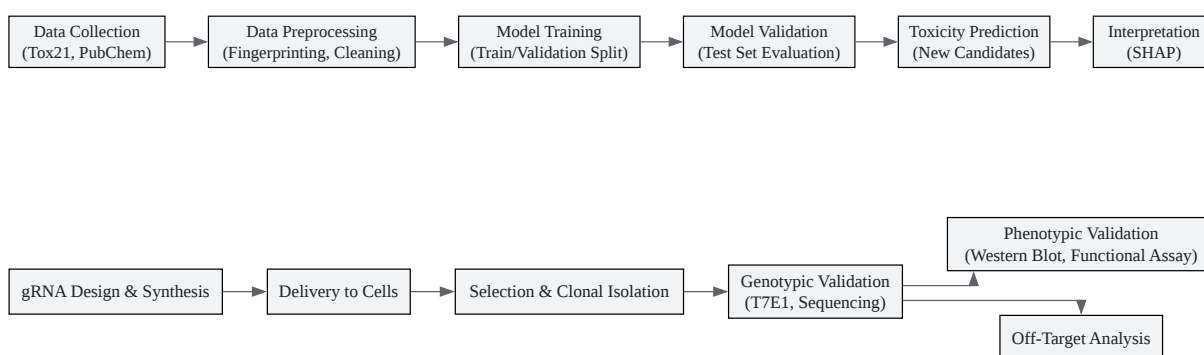 Data Collection
(Tox21, PubChem)
Data Preprocessing
(Fingerprinting, Cleaning)
Model Training
(Train/Validation Split)
Model Validation
(Test Set Evaluation)
Toxicity Prediction
(New Candidates)
Interpretation
(SHAP)
gRNA Design & Synthesis
Delivery to Cells
Selection & Clonal Isolation
Genotypic Validation
(T7E1, Sequencing)
Phenotypic Validation
(Western Blot, Functional Assay)
Off-Target Analysis